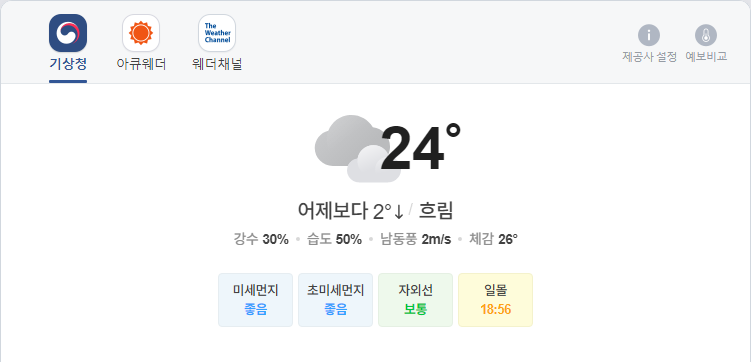 The
Weather
Channel
기상청 아큐웨더 웨더채널
제공사 설정 예보비교
24°
어제보다 2°↓ / 흐림
강수 30% • 습도 50% • 남동풍 2m/s • 체감 26°
미세먼지 초미세먼지 자외선 일몰
좋음 좋음 보통 18:56